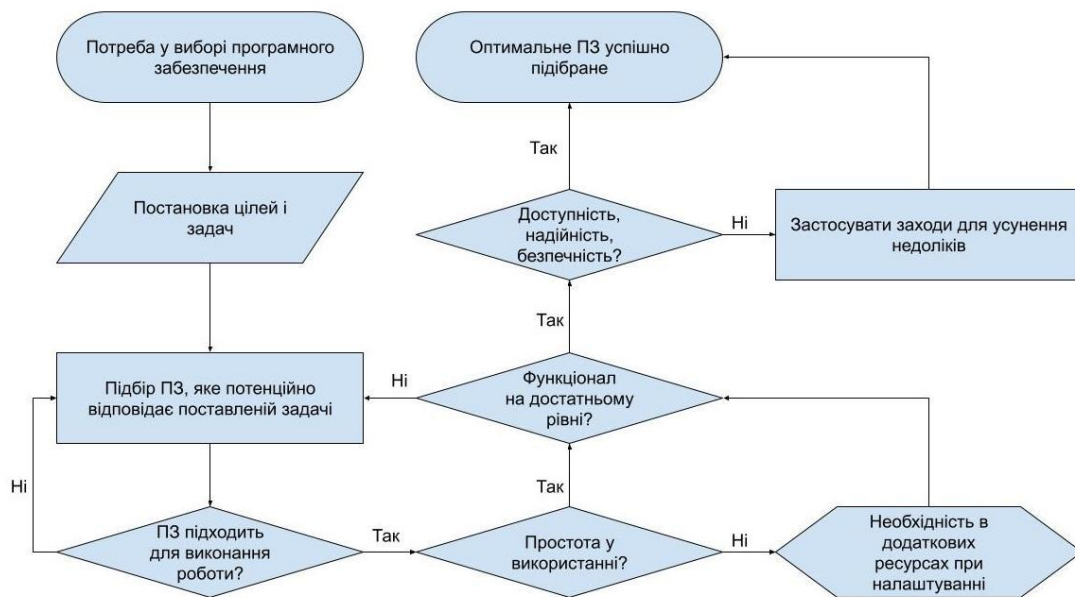 Потреба у виборі програмного
забезпечення
Постановка цілей і
задач
Підбір ПЗ, яке потенційно
відповідає поставленій задачі
Ні
ПЗ підходить
для виконання
роботи?
Так
Простота у
використанні?
Ні
Необхідність в
додаткових
ресурсах при
налаштуванні
Так
Функціонал
на достатньому
рівні?
Ні
Так
Доступність,
надійність,
безпечність?
Ні
Застосувати заходи для усунення
недоліків
Так
Оптимальне ПЗ успішно
підібране